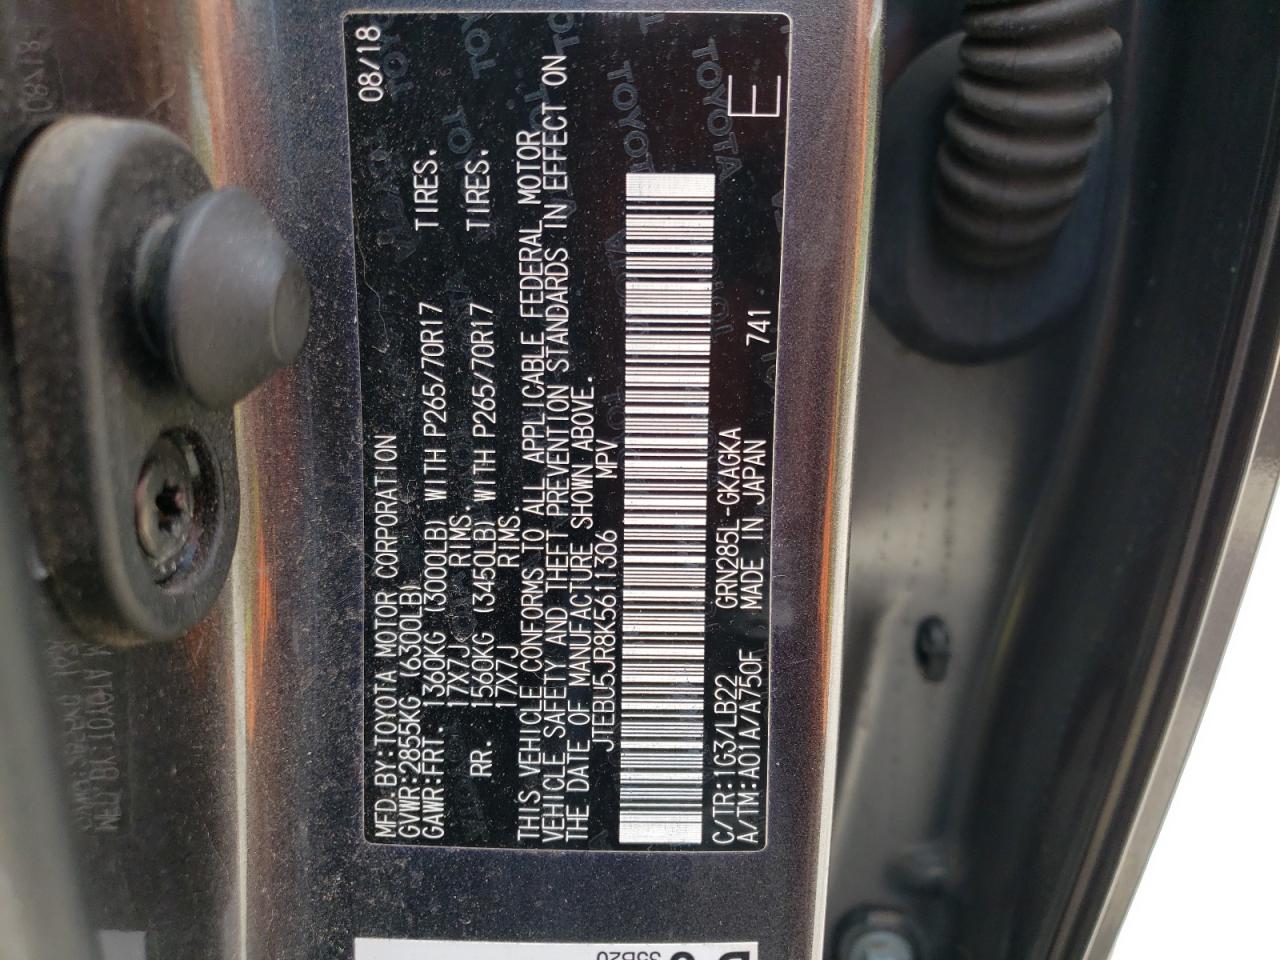 MFD.BY:TOYOTA MOTOR CORPORATION 08/18
GVWR:2855KG (6300LB)
GAWR:FRT. 1360KG (3000LB) WITH P265/70R17 TIRES.
17X7J RIMS.
RR. 1560KG (3450LB) WITH P265/70R17 TIRES.
17X7J RIMS.
THIS VEHICLE CONFORMS TO ALL APPLICABLE FEDERAL MOTOR
VEHICLE SAFETY AND THEFT PREVENTION STANDARDS IN EFFECT ON
THE DATE OF MANUFACTURE SHOWN ABOVE.
JTEBU5JR8K5611306 MPV
C/TR:1G3/LB22 GRN285L-GKAGKA 741
A/TM:A01A/A750F MADE IN JAPAN
E
TOYOTA
TOYOTA